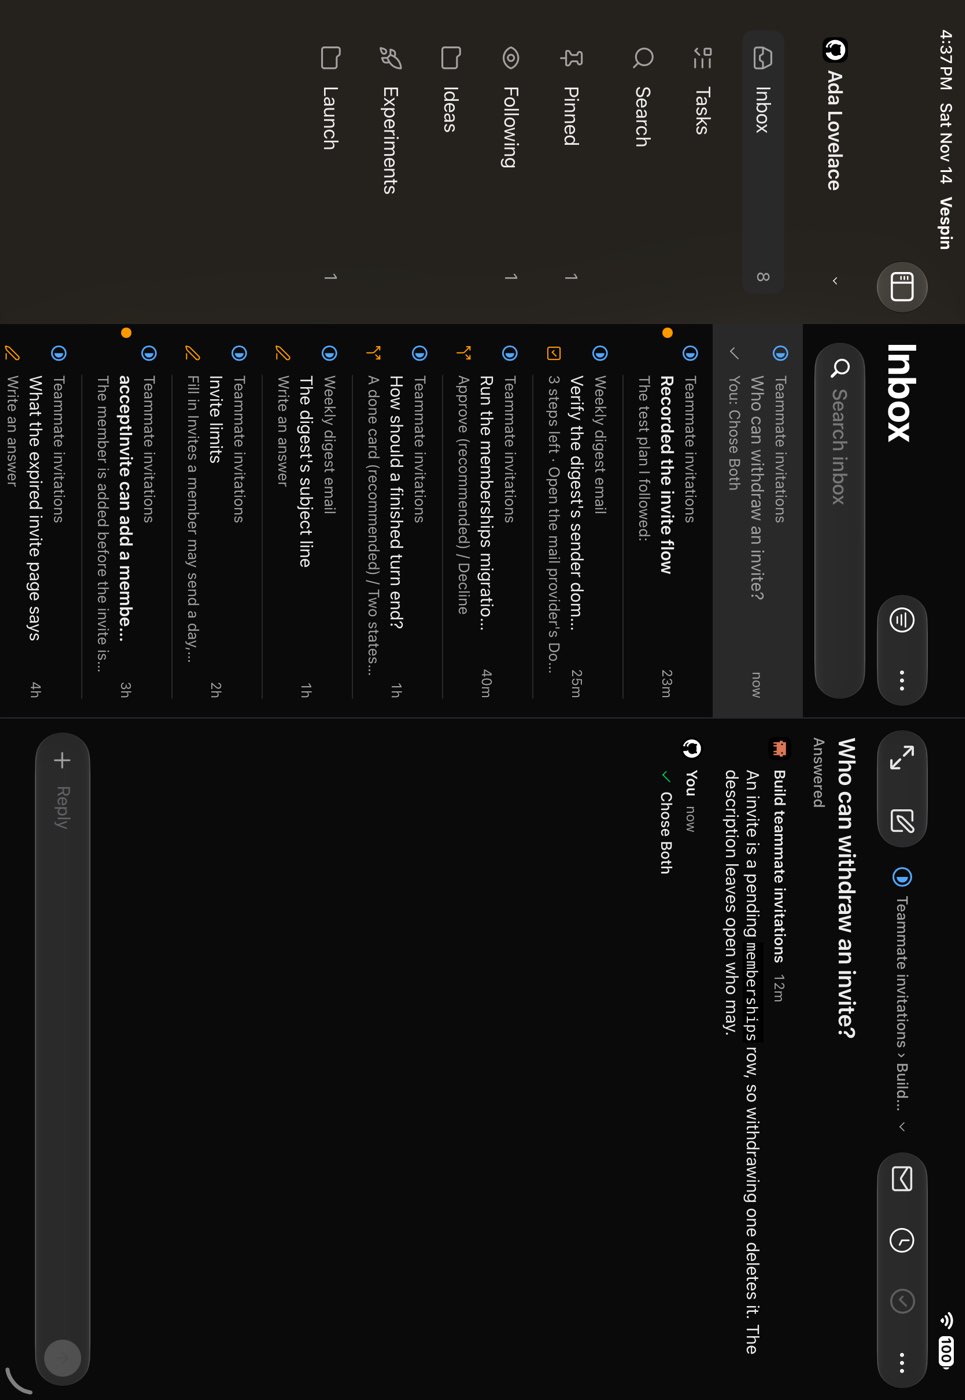 4:37 PM Sat Nov 14 Vespin
100
Ada Lovelace
Inbox 8
Tasks
Search
Pinned 1
Following 1
Ideas
Experiments
Launch 1
Inbox
Search inbox
Teammate invitations
Who can withdraw an invite? now
You: Chose Both
Teammate invitations
Recorded the invite flow 23m
The test plan I followed:
Weekly digest email
Verify the digest's sender dom... 25m
3 steps left · Open the mail provider's Do...
Teammate invitations
Run the memberships migratio... 40m
Approve (recommended) / Decline
Teammate invitations
How should a finished turn end? 1h
A done card (recommended) / Two states...
Weekly digest email
The digest's subject line 1h
Write an answer
Teammate invitations
Invite limits 2h
Fill in Invites a member may send a day,...
Teammate invitations
acceptInvite can add a membe... 3h
The member is added before the invite is...
Teammate invitations
What the expired invite page says 4h
Write an answer
Teammate invitations › Build...
Who can withdraw an invite?
Answered
Build teammate invitations 12m
An invite is a pending memberships row, so withdrawing one deletes it. The
description leaves open who may.
You now
Chose Both
Reply